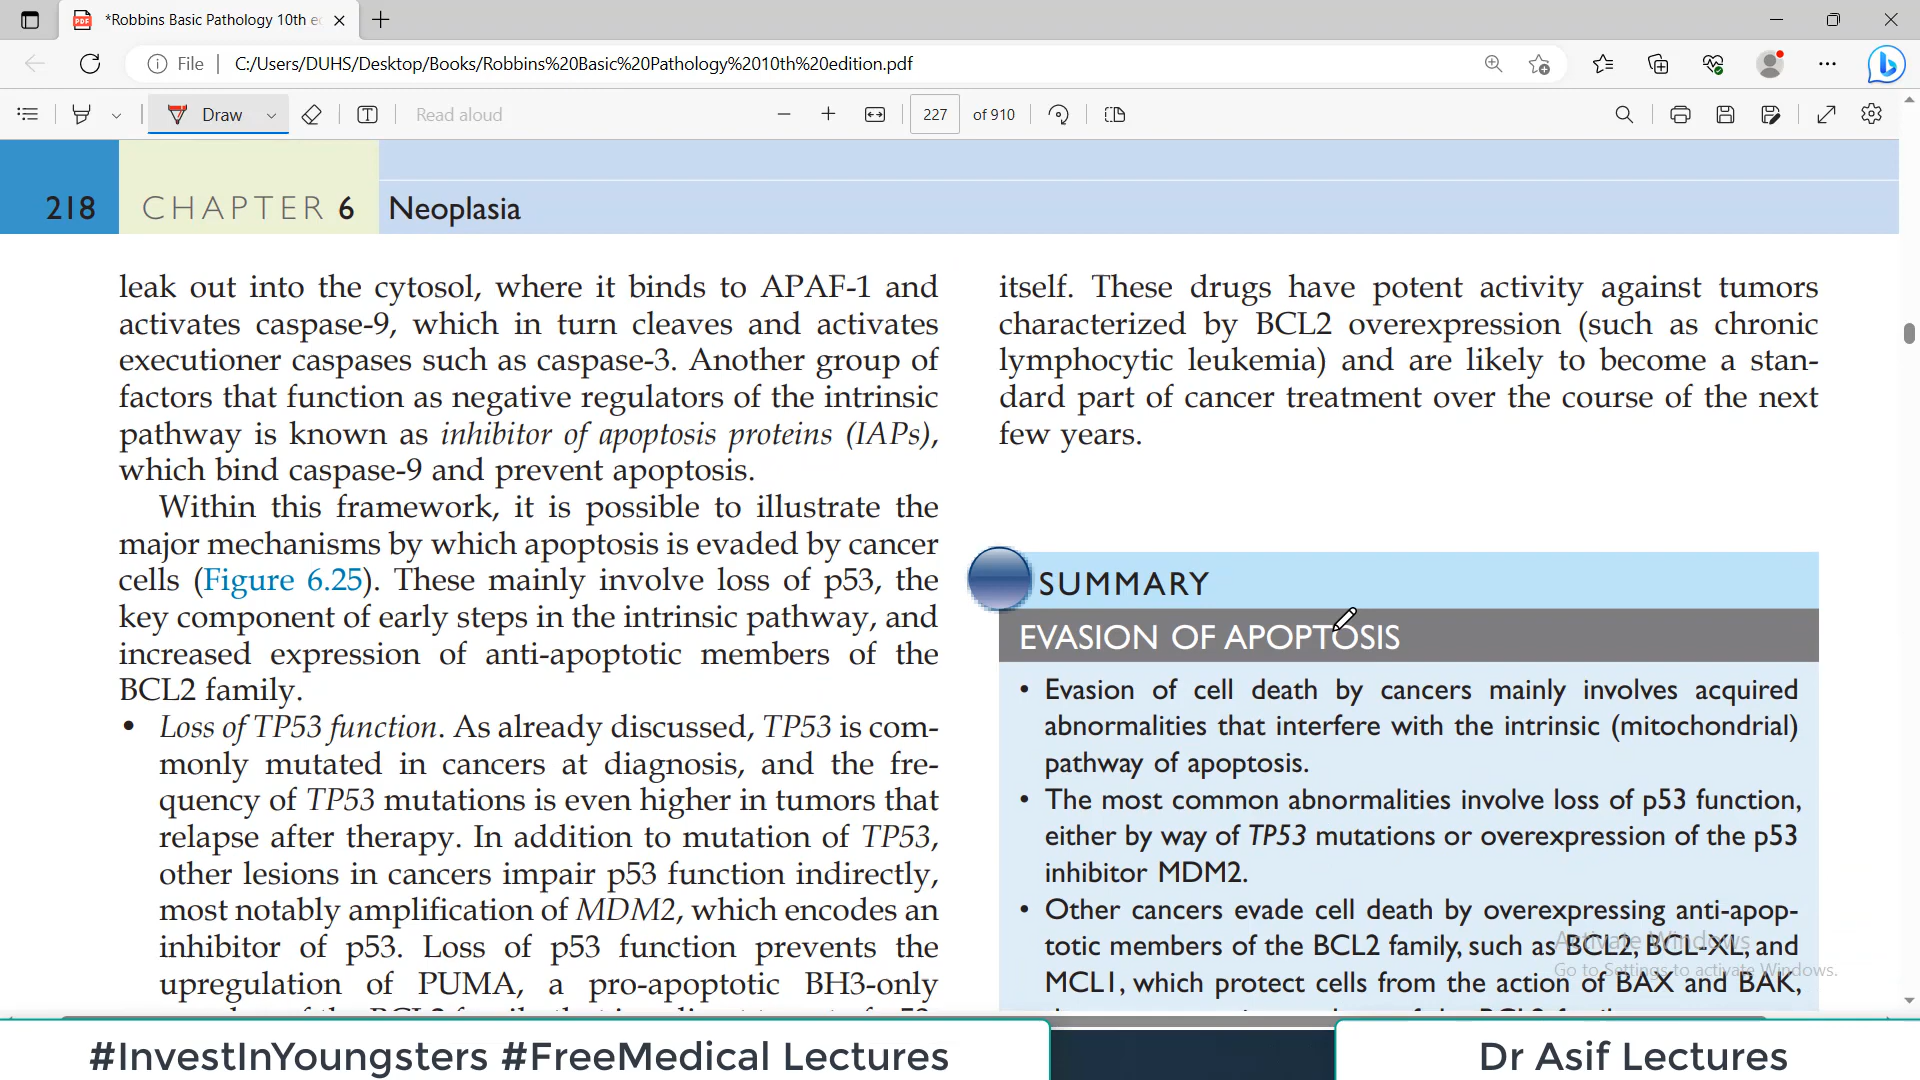 *Robbins Basic Pathology 10th e
File
C:/Users/DUHS/Desktop/Books/Robbins%20Basic%20Pathology%2010th%20edition.pdf
Draw
Read aloud
227
of 910
218 CHAPTER 6 Neoplasia
leak out into the cytosol, where it binds to APAF-1 and
activates caspase-9, which in turn cleaves and activates
executioner caspases such as caspase-3. Another group of
factors that function as negative regulators of the intrinsic
pathway is known as inhibitor of apoptosis proteins (IAPs),
which bind caspase-9 and prevent apoptosis.
Within this framework, it is possible to illustrate the
major mechanisms by which apoptosis is evaded by cancer
cells (Figure 6.25). These mainly involve loss of p53, the
key component of early steps in the intrinsic pathway, and
increased expression of anti-apoptotic members of the
BCL2 family.
• Loss of TP53 function. As already discussed, TP53 is com-
monly mutated in cancers at diagnosis, and the fre-
quency of TP53 mutations is even higher in tumors that
relapse after therapy. In addition to mutation of TP53,
other lesions in cancers impair p53 function indirectly,
most notably amplification of MDM2, which encodes an
inhibitor of p53. Loss of p53 function prevents the
upregulation of PUMA, a pro-apoptotic BH3-only
itself. These drugs have potent activity against tumors
characterized by BCL2 overexpression (such as chronic
lymphocytic leukemia) and are likely to become a stan-
dard part of cancer treatment over the course of the next
few years.
SUMMARY
EVASION OF APOPTOSIS
• Evasion of cell death by cancers mainly involves acquired
abnormalities that interfere with the intrinsic (mitochondrial)
pathway of apoptosis.
• The most common abnormalities involve loss of p53 function,
either by way of TP53 mutations or overexpression of the p53
inhibitor MDM2.
• Other cancers evade cell death by overexpressing anti-apop-
totic members of the BCL2 family, such as BCL2, BCL-XL, and
MCL1, which protect cells from the action of BAX and BAK,
Activate Windows
Go to Settings to activate Windows.
#InvestInYoungsters #FreeMedical Lectures
Dr Asif Lectures